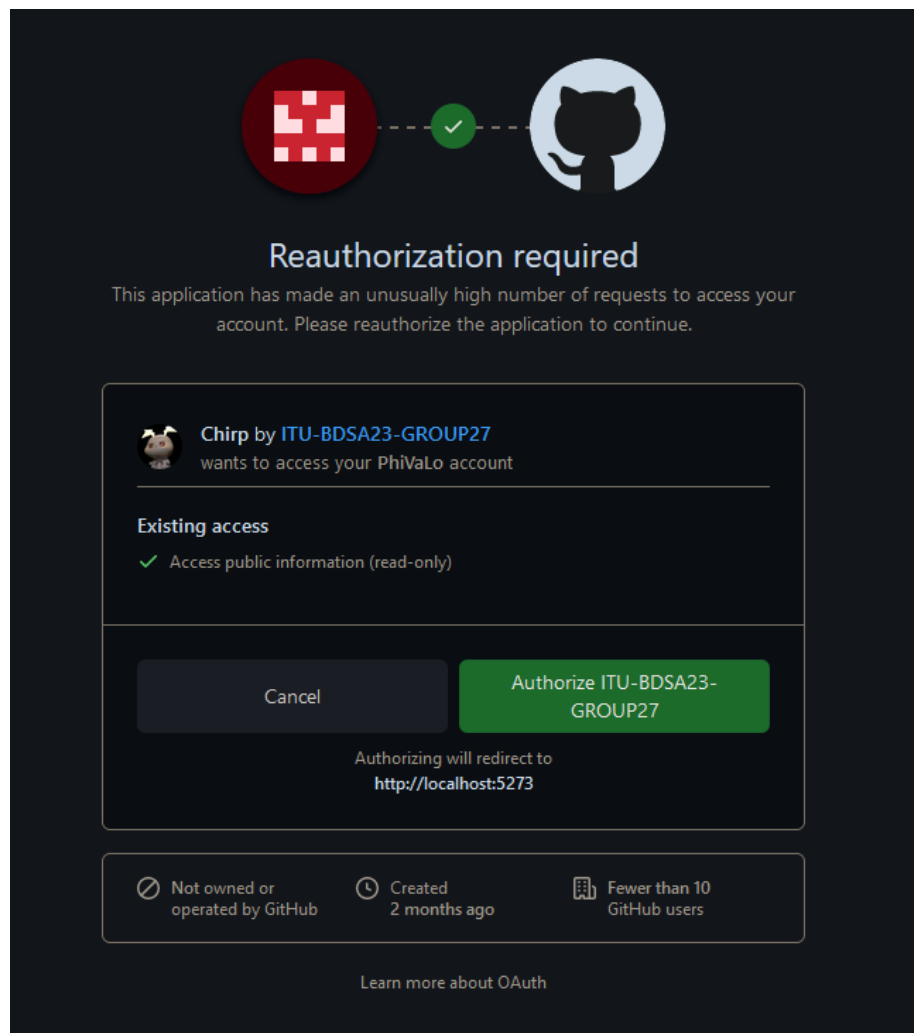 Reauthorization required
This application has made an unusually high number of requests to access your
account. Please reauthorize the application to continue.
Chirp by ITU-BDSA23-GROUP27
wants to access your PhiVaLo account
Existing access
Access public information (read-only)
Cancel
Authorize ITU-BDSA23-
GROUP27
Authorizing will redirect to
http://localhost:5273
Not owned or
operated by GitHub
Created
2 months ago
Fewer than 10
GitHub users
Learn more about OAuth